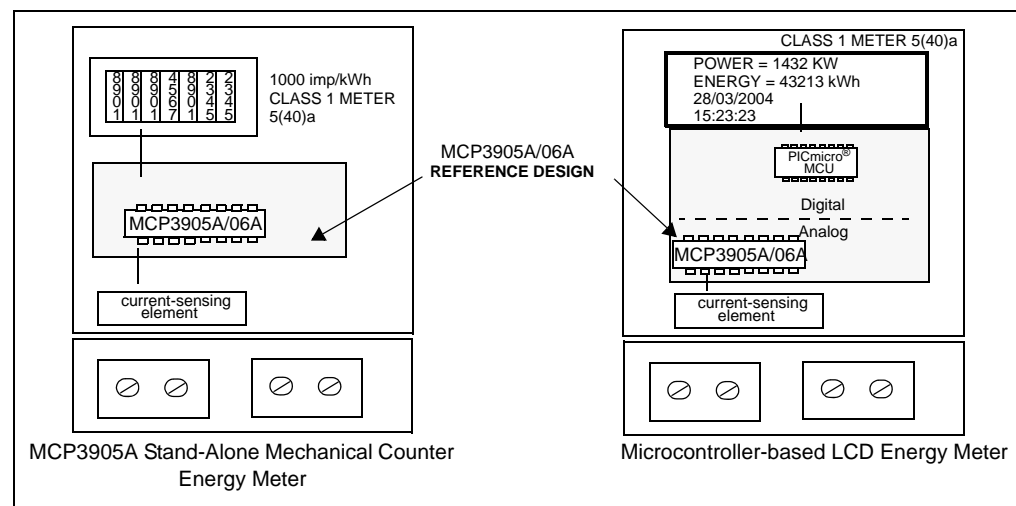 8 8 8 4 8 2 2
9 9 9 5 9 3 3
0 0 0 6 0 4 4
1 1 1 7 1 5 5
1000 imp/kWh
CLASS 1 METER
5(40)a
MCP3905A/06A
current-sensing
element
MCP3905A Stand-Alone Mechanical Counter
Energy Meter
MCP3905A/06A
REFERENCE DESIGN
CLASS 1 METER 5(40)a
POWER = 1432 KW
ENERGY = 43213 kWh
28/03/2004
15:23:23
PICmicro®
MCU
Digital
Analog
MCP3905A/06A
current-sensing
element
Microcontroller-based LCD Energy Meter